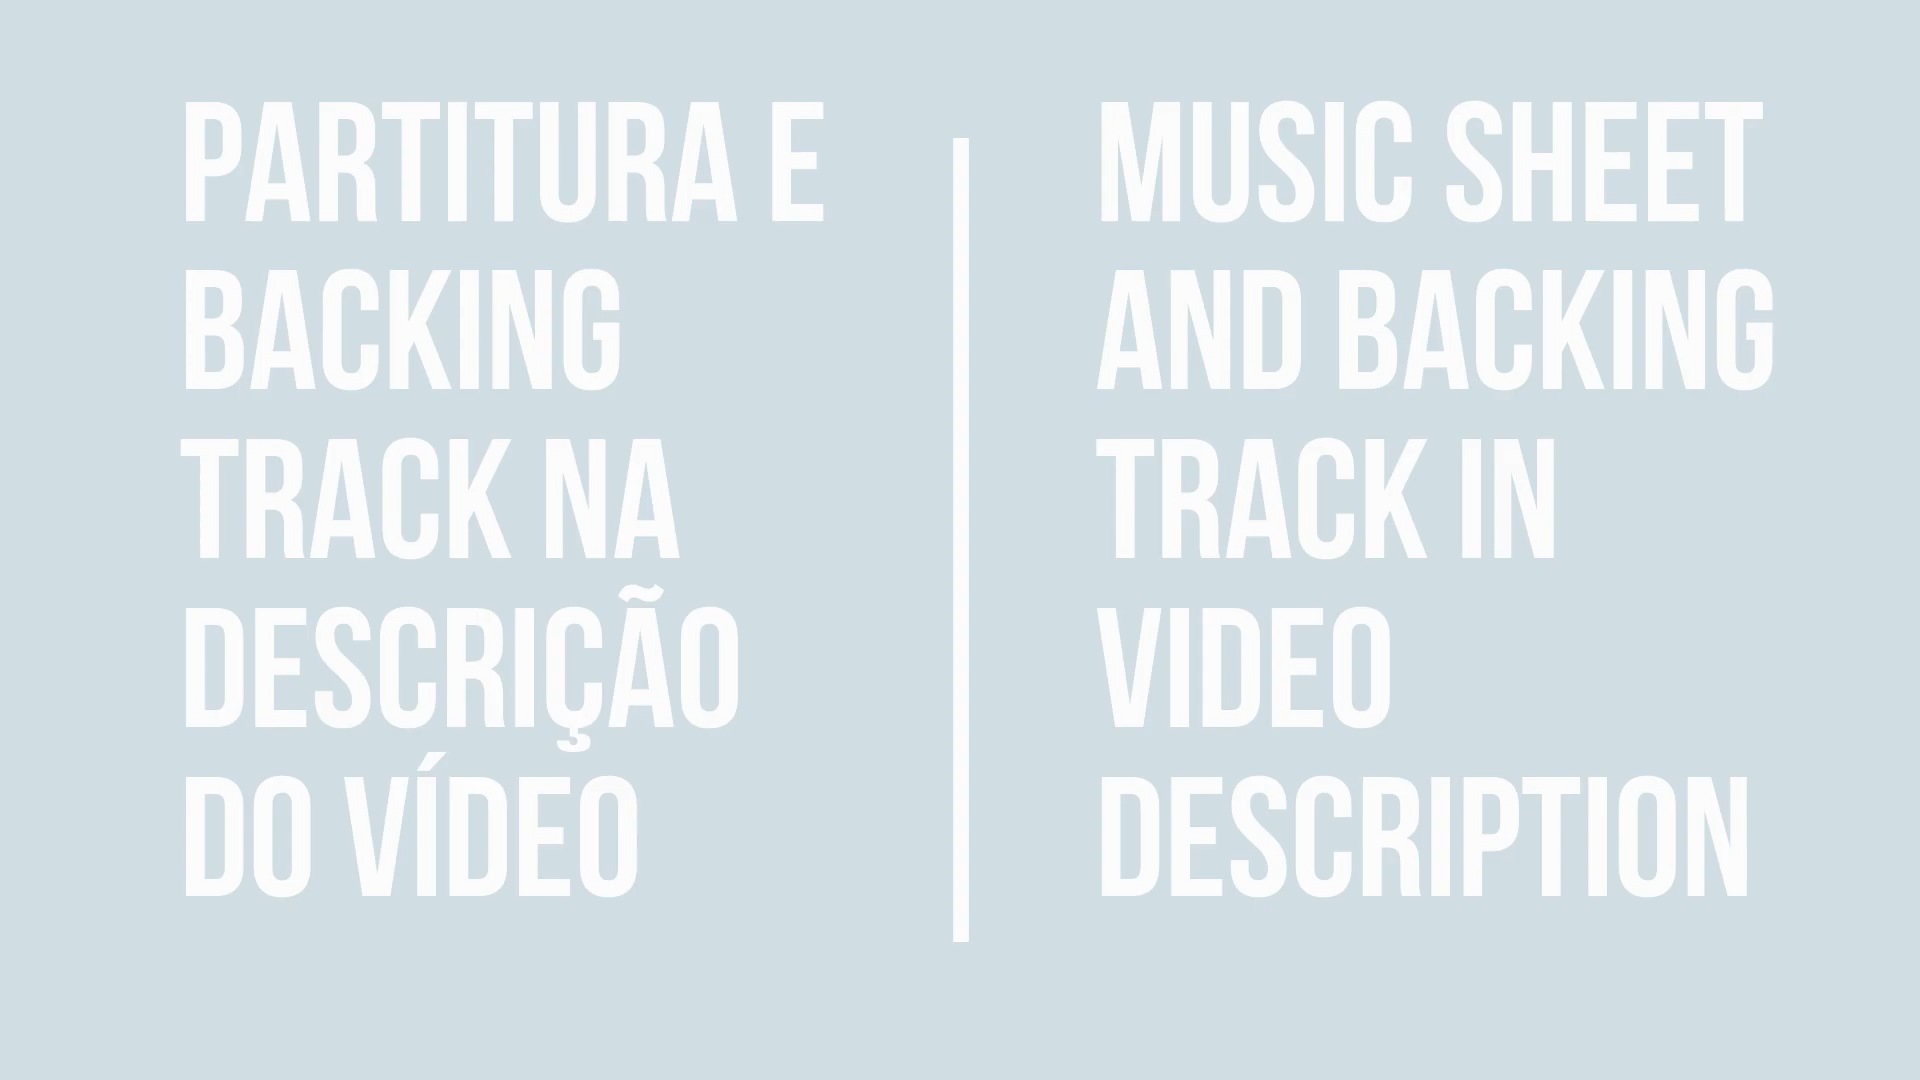 PARTITURA E
BACKING
TRACK NA
DESCRIÇÃO
DO VÍDEO
MUSIC SHEET
AND BACKING
TRACK IN
VIDEO
DESCRIPTION